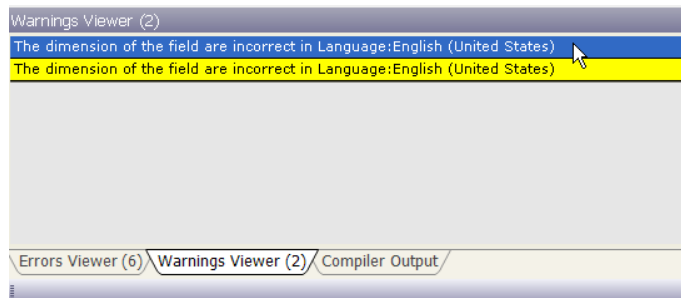 Warnings Viewer (2)
The dimension of the field are incorrect in Language:English (United States)
The dimension of the field are incorrect in Language:English (United States)
Errors Viewer (6) Warnings Viewer (2) Compiler Output